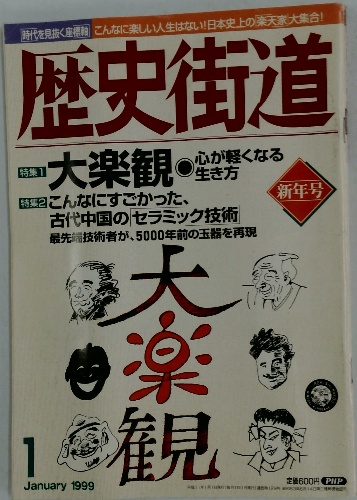 時代を見抜く座標軸
こんなに楽しい人生はない!日本史上の「楽天家」大集合!
歴史街道
特集1
大楽観●心が軽くなる
生き方
特集2
こんなにすごかった、
古代中国の「セラミック技術」
最先端技術者が、5000年前の玉器を再現
新年号
大楽観
1
January 1999
定価600円
PHP